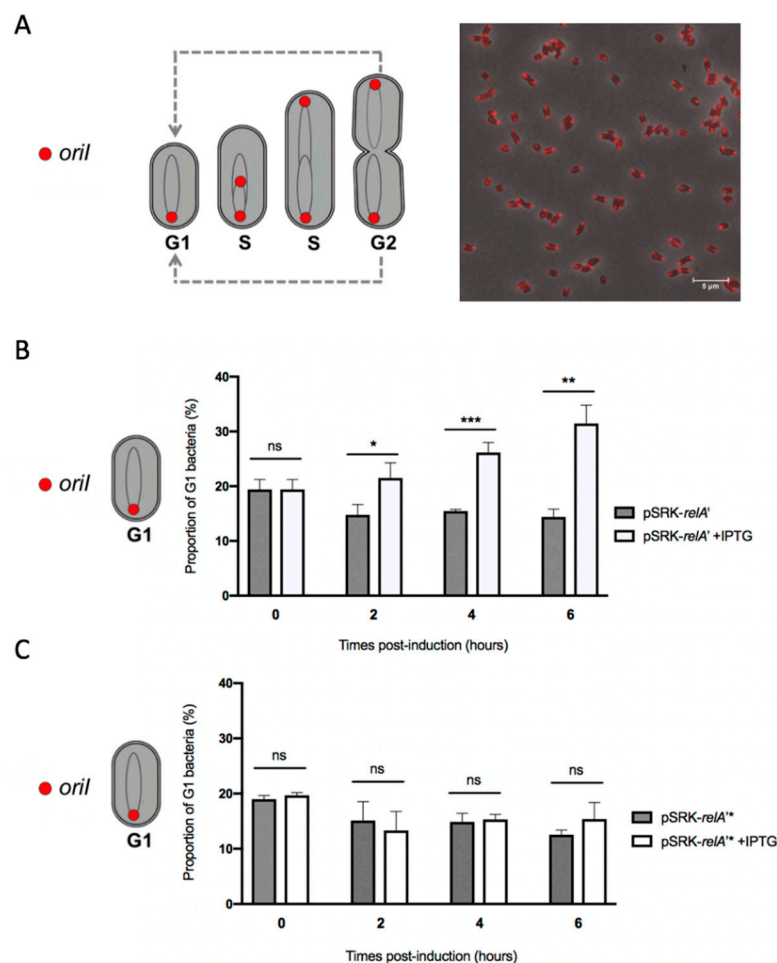 A
oriI
G1
S
S
G2
5 µm
B
oriI
G1
Proportion of G1 bacteria (%)
40
30
20
10
0
ns
*
***
**
0
2
4
6
Times post-induction (hours)
pSRK-relA'
pSRK-relA' +IPTG
C
oriI
G1
Proportion of G1 bacteria (%)
40
30
20
10
0
ns
ns
ns
ns
0
2
4
6
Times post-induction (hours)
pSRK-relA'*
pSRK-relA'* +IPTG